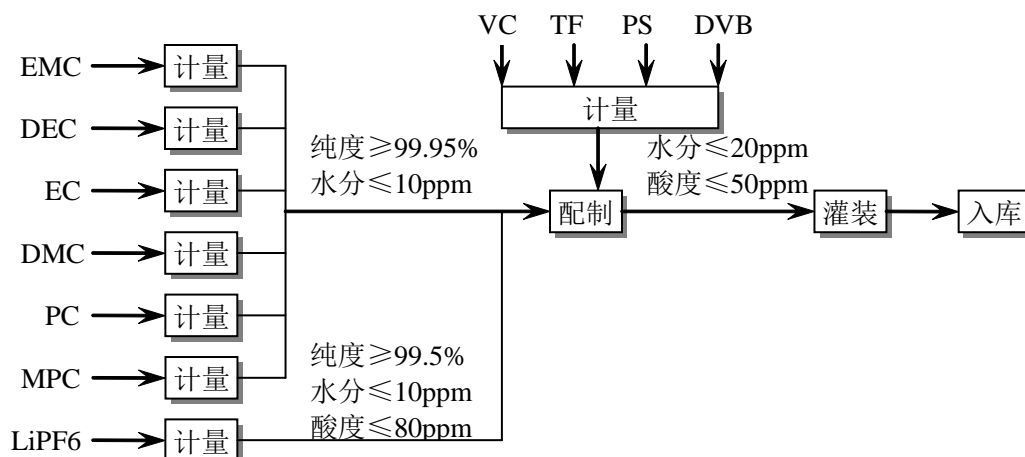 VC TF PS DVB
计量
EMC 计量
DEC 计量
EC 计量
DMC 计量
PC 计量
MPC 计量
LiPF6 计量
纯度≥99.95%
水分≤10ppm
水分≤20ppm
酸度≤50ppm
配制 灌装 入库
纯度≥99.5%
水分≤10ppm
酸度≤80ppm